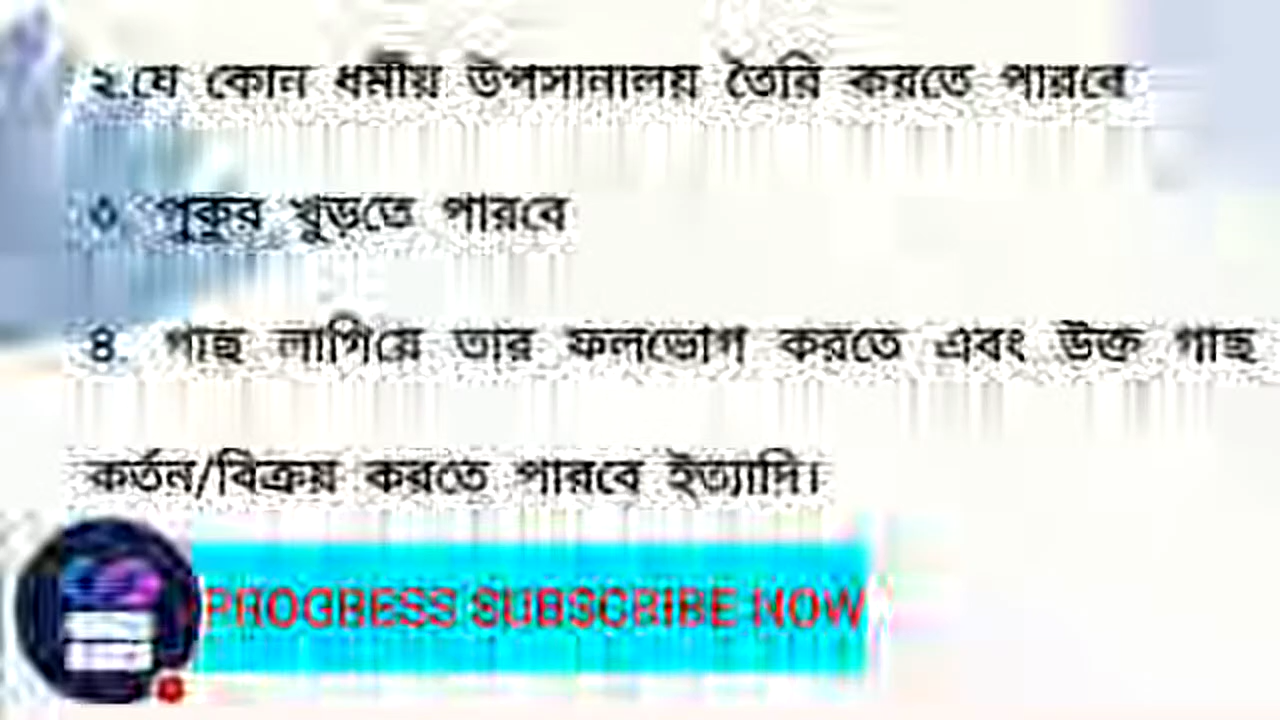 ২.যে কোন ধর্মীয় উপসানালয় তৈরি করতে পারবে
৩. পুকুর খুড়তে পারবে
৪. গাছ লাগিয়ে তার ফলভোগ করতে এবং উক্ত গাছ
কর্তন/বিক্রয় করতে পারবে ইত্যাদি।
PROGRESS SUBSCRIBE NOW